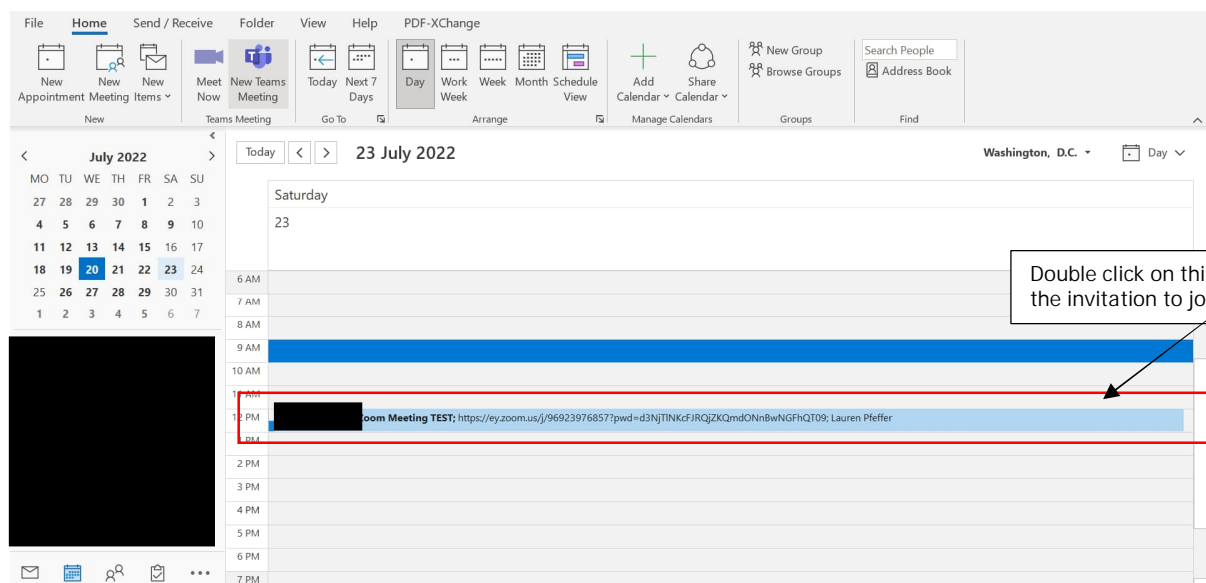 File Home Send / Receive Folder View Help PDF-XChange
New Appointment
New Meeting
New Items
Meet Now
New Teams Meeting
Today
Next 7 Days
Day
Work Week
Week
Month
Schedule View
Add Calendar
Share Calendar
New Group
Browse Groups
Search People
Address Book
New Teams Meeting Go To Arrange Manage Calendars Groups Find
July 2022
MO TU WE TH FR SA SU
27 28 29 30 1 2 3
4 5 6 7 8 9 10
11 12 13 14 15 16 17
18 19 20 21 22 23 24
25 26 27 28 29 30 31
1 2 3 4 5 6 7
Today 23 July 2022 Washington, D.C. Day
Saturday
23
Double click on thi
the invitation to jo
6 AM
7 AM
8 AM
9 AM
10 AM
11 AM
12 PM
Zoom Meeting TEST; https://ey.zoom.us/j/96923976857?pwd=d3NjTlNKcFJRQjZKQmdONnBwNGFhQT09; Lauren Pfeffer
1 PM
2 PM
3 PM
4 PM
5 PM
6 PM
7 PM